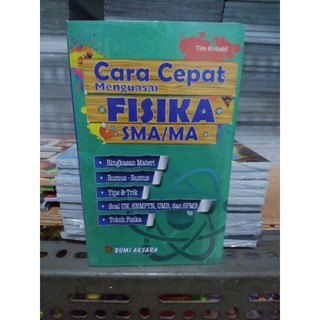 Tim Kreatif
Cara Cepat
Menguasai
FISIKA
SMA/MA
• Ringkasan Materi
• Rumus - Rumus
• Tips & Trik
• Soal UN, SNMPTN, UMB, dan SPMB
• Tokoh Fisika
BUMI AKSARA